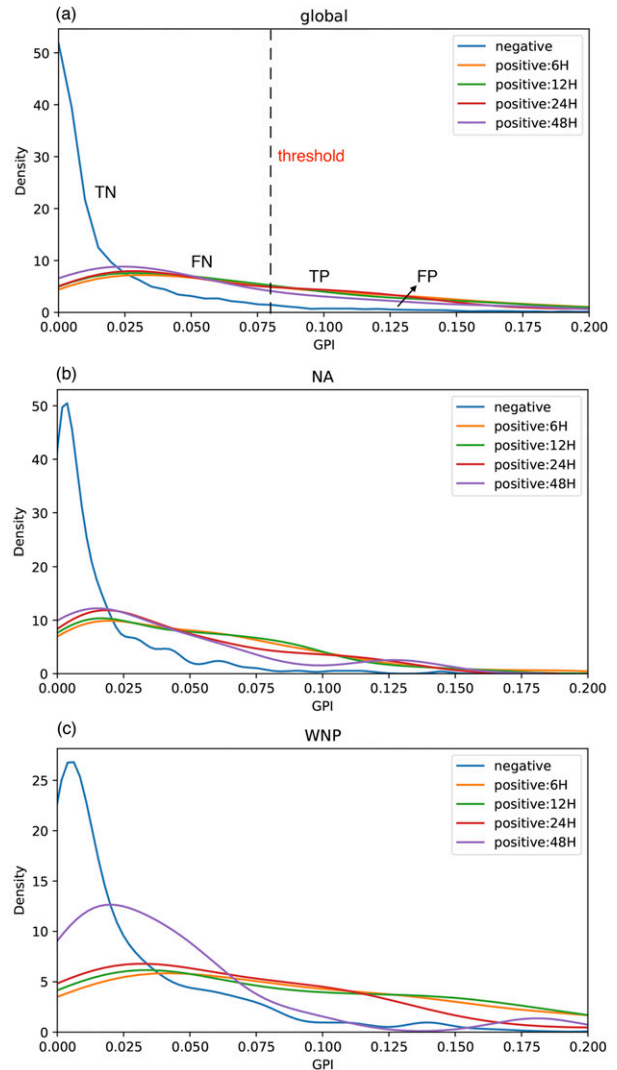 (a)
global
50
40
30
20
10
0
Density
TN
FN
TP
FP
threshold
negative
positive:6H
positive:12H
positive:24H
positive:48H
0.000 0.025 0.050 0.075 0.100 0.125 0.150 0.175 0.200
GPI
(b)
NA
50
40
30
20
10
0
Density
negative
positive:6H
positive:12H
positive:24H
positive:48H
0.000 0.025 0.050 0.075 0.100 0.125 0.150 0.175 0.200
GPI
(c)
WNP
25
20
15
10
5
0
Density
negative
positive:6H
positive:12H
positive:24H
positive:48H
0.000 0.025 0.050 0.075 0.100 0.125 0.150 0.175 0.200
GPI